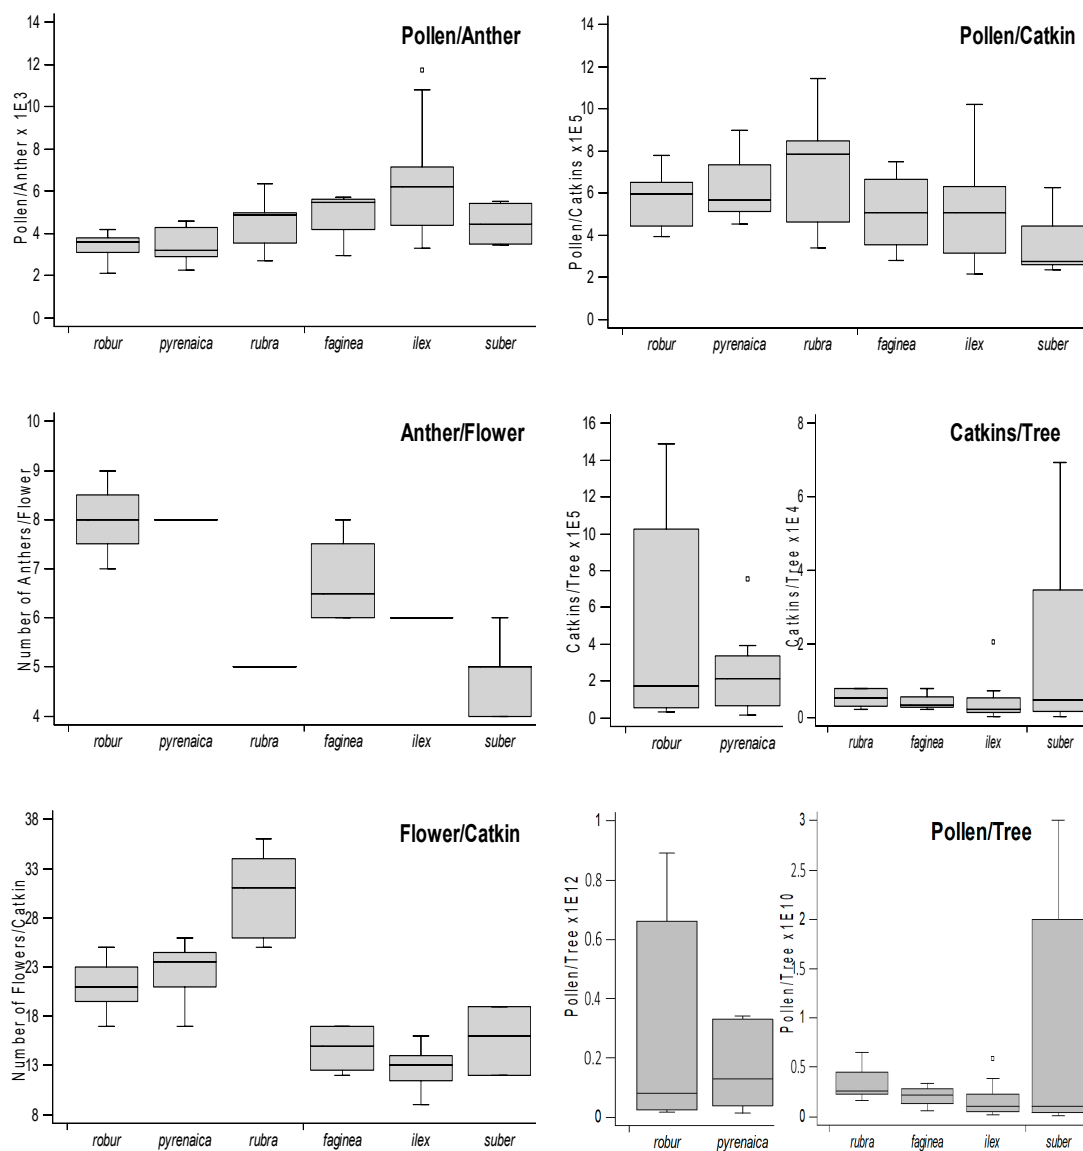 Pollen/Anther
Pollen/Anther x 1E3
14
12
10
8
6
4
2
0
robur pyrenaica rubra faginea ilex suber
Pollen/Catkin
Pollen/Catkins x1E5
14
12
10
8
6
4
2
0
robur pyrenaica rubra faginea ilex suber
Anther/Flower
Number of Anthers/Flower
10
9
8
7
6
5
4
robur pyrenaica rubra faginea ilex suber
Catkins/Tree
Catkins/Tree x1E5
16
14
12
10
8
6
4
2
0
robur pyrenaica
Catkins/Tree x1E4
8
6
4
2
0
rubra faginea ilex suber
Flower/Catkin
Number of Flowers/Catkin
38
33
28
23
18
13
8
robur pyrenaica rubra faginea ilex suber
Pollen/Tree
Pollen/Tree x1E12
1
0.8
0.6
0.4
0.2
0
robur pyrenaica
Pollen/Tree x1E10
3
2.5
2
1.5
1
0.5
0
rubra faginea ilex suber